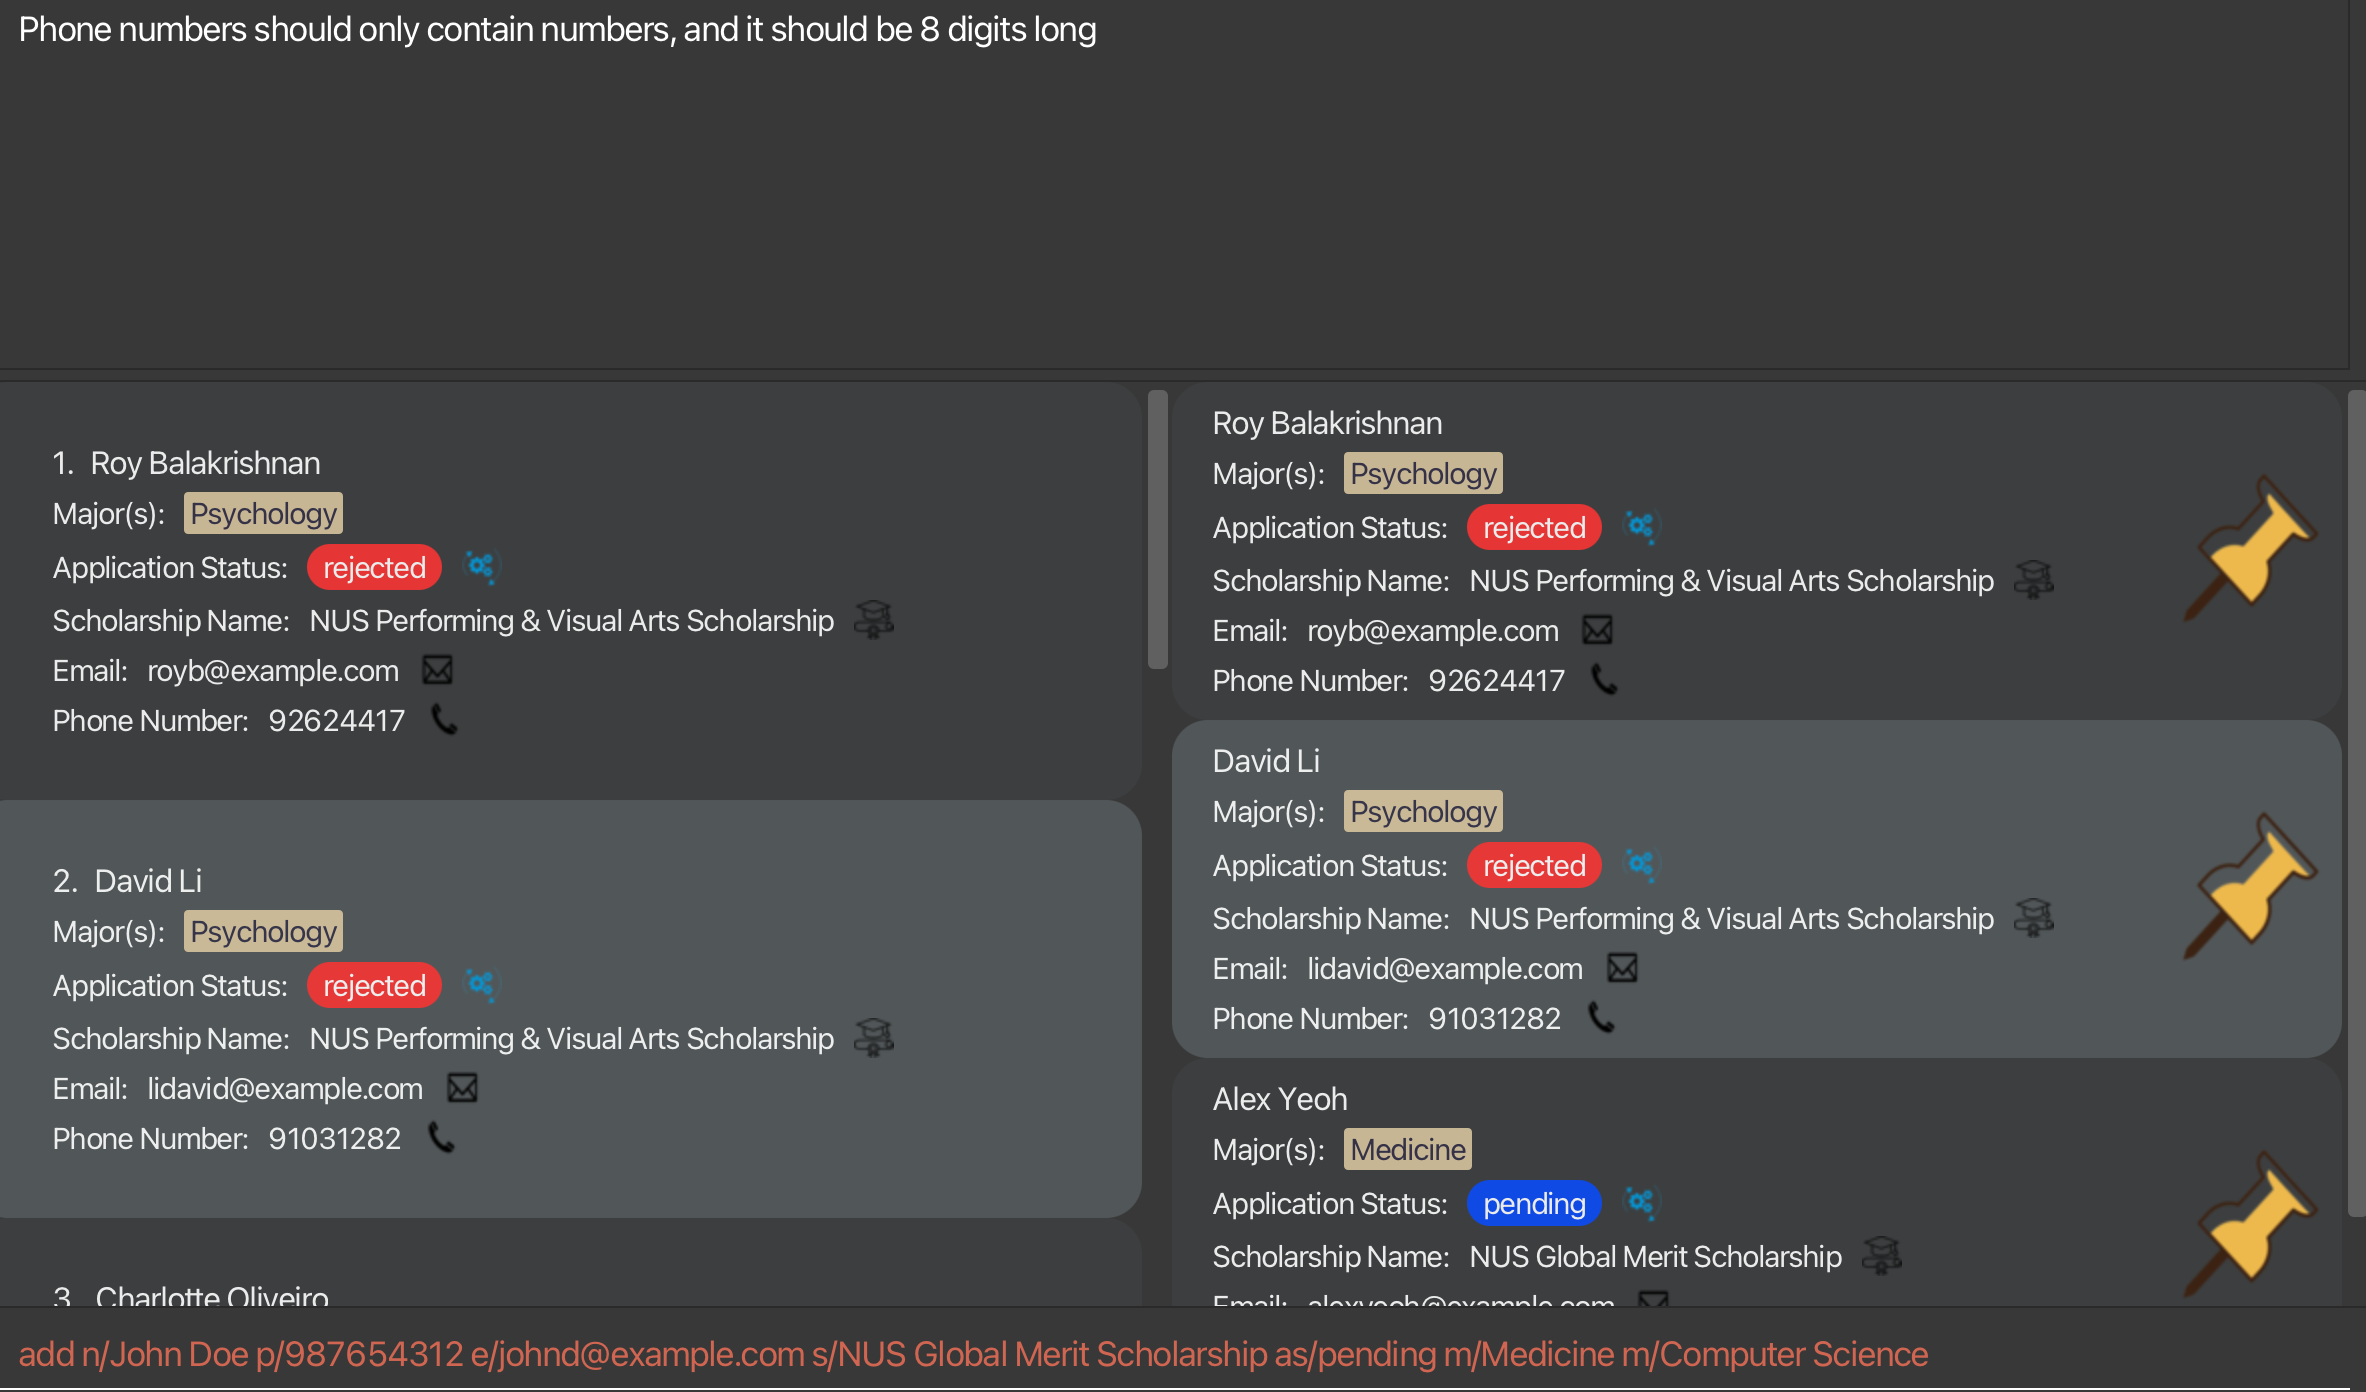 Phone numbers should only contain numbers, and it should be 8 digits long
1. Roy Balakrishnan
Major(s): Psychology
Application Status: rejected
Scholarship Name: NUS Performing & Visual Arts Scholarship
Email: royb@example.com
Phone Number: 92624417
2. David Li
Major(s): Psychology
Application Status: rejected
Scholarship Name: NUS Performing & Visual Arts Scholarship
Email: lidavid@example.com
Phone Number: 91031282
3. Charlotte Oliveiro
Roy Balakrishnan
Major(s): Psychology
Application Status: rejected
Scholarship Name: NUS Performing & Visual Arts Scholarship
Email: royb@example.com
Phone Number: 92624417
David Li
Major(s): Psychology
Application Status: rejected
Scholarship Name: NUS Performing & Visual Arts Scholarship
Email: lidavid@example.com
Phone Number: 91031282
Alex Yeoh
Major(s): Medicine
Application Status: pending
Scholarship Name: NUS Global Merit Scholarship
Email: alexyeoh@example.com
add n/John Doe p/987654312 e/johnd@example.com s/NUS Global Merit Scholarship as/pending m/Medicine m/Computer Science